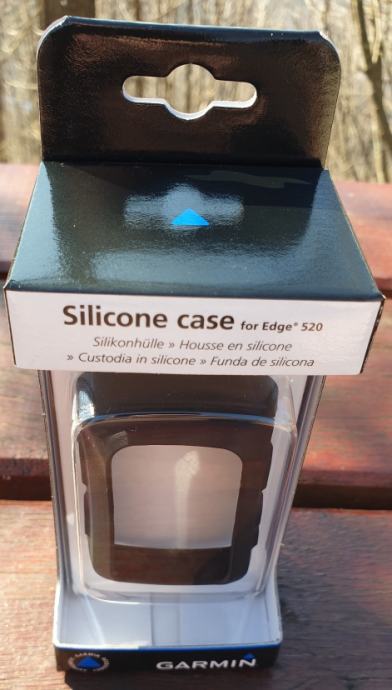 Silicone case for Edge® 520
Silikonhülle » Housse en silicone
» Custodia in silicone » Funda de silicona
GARMIN